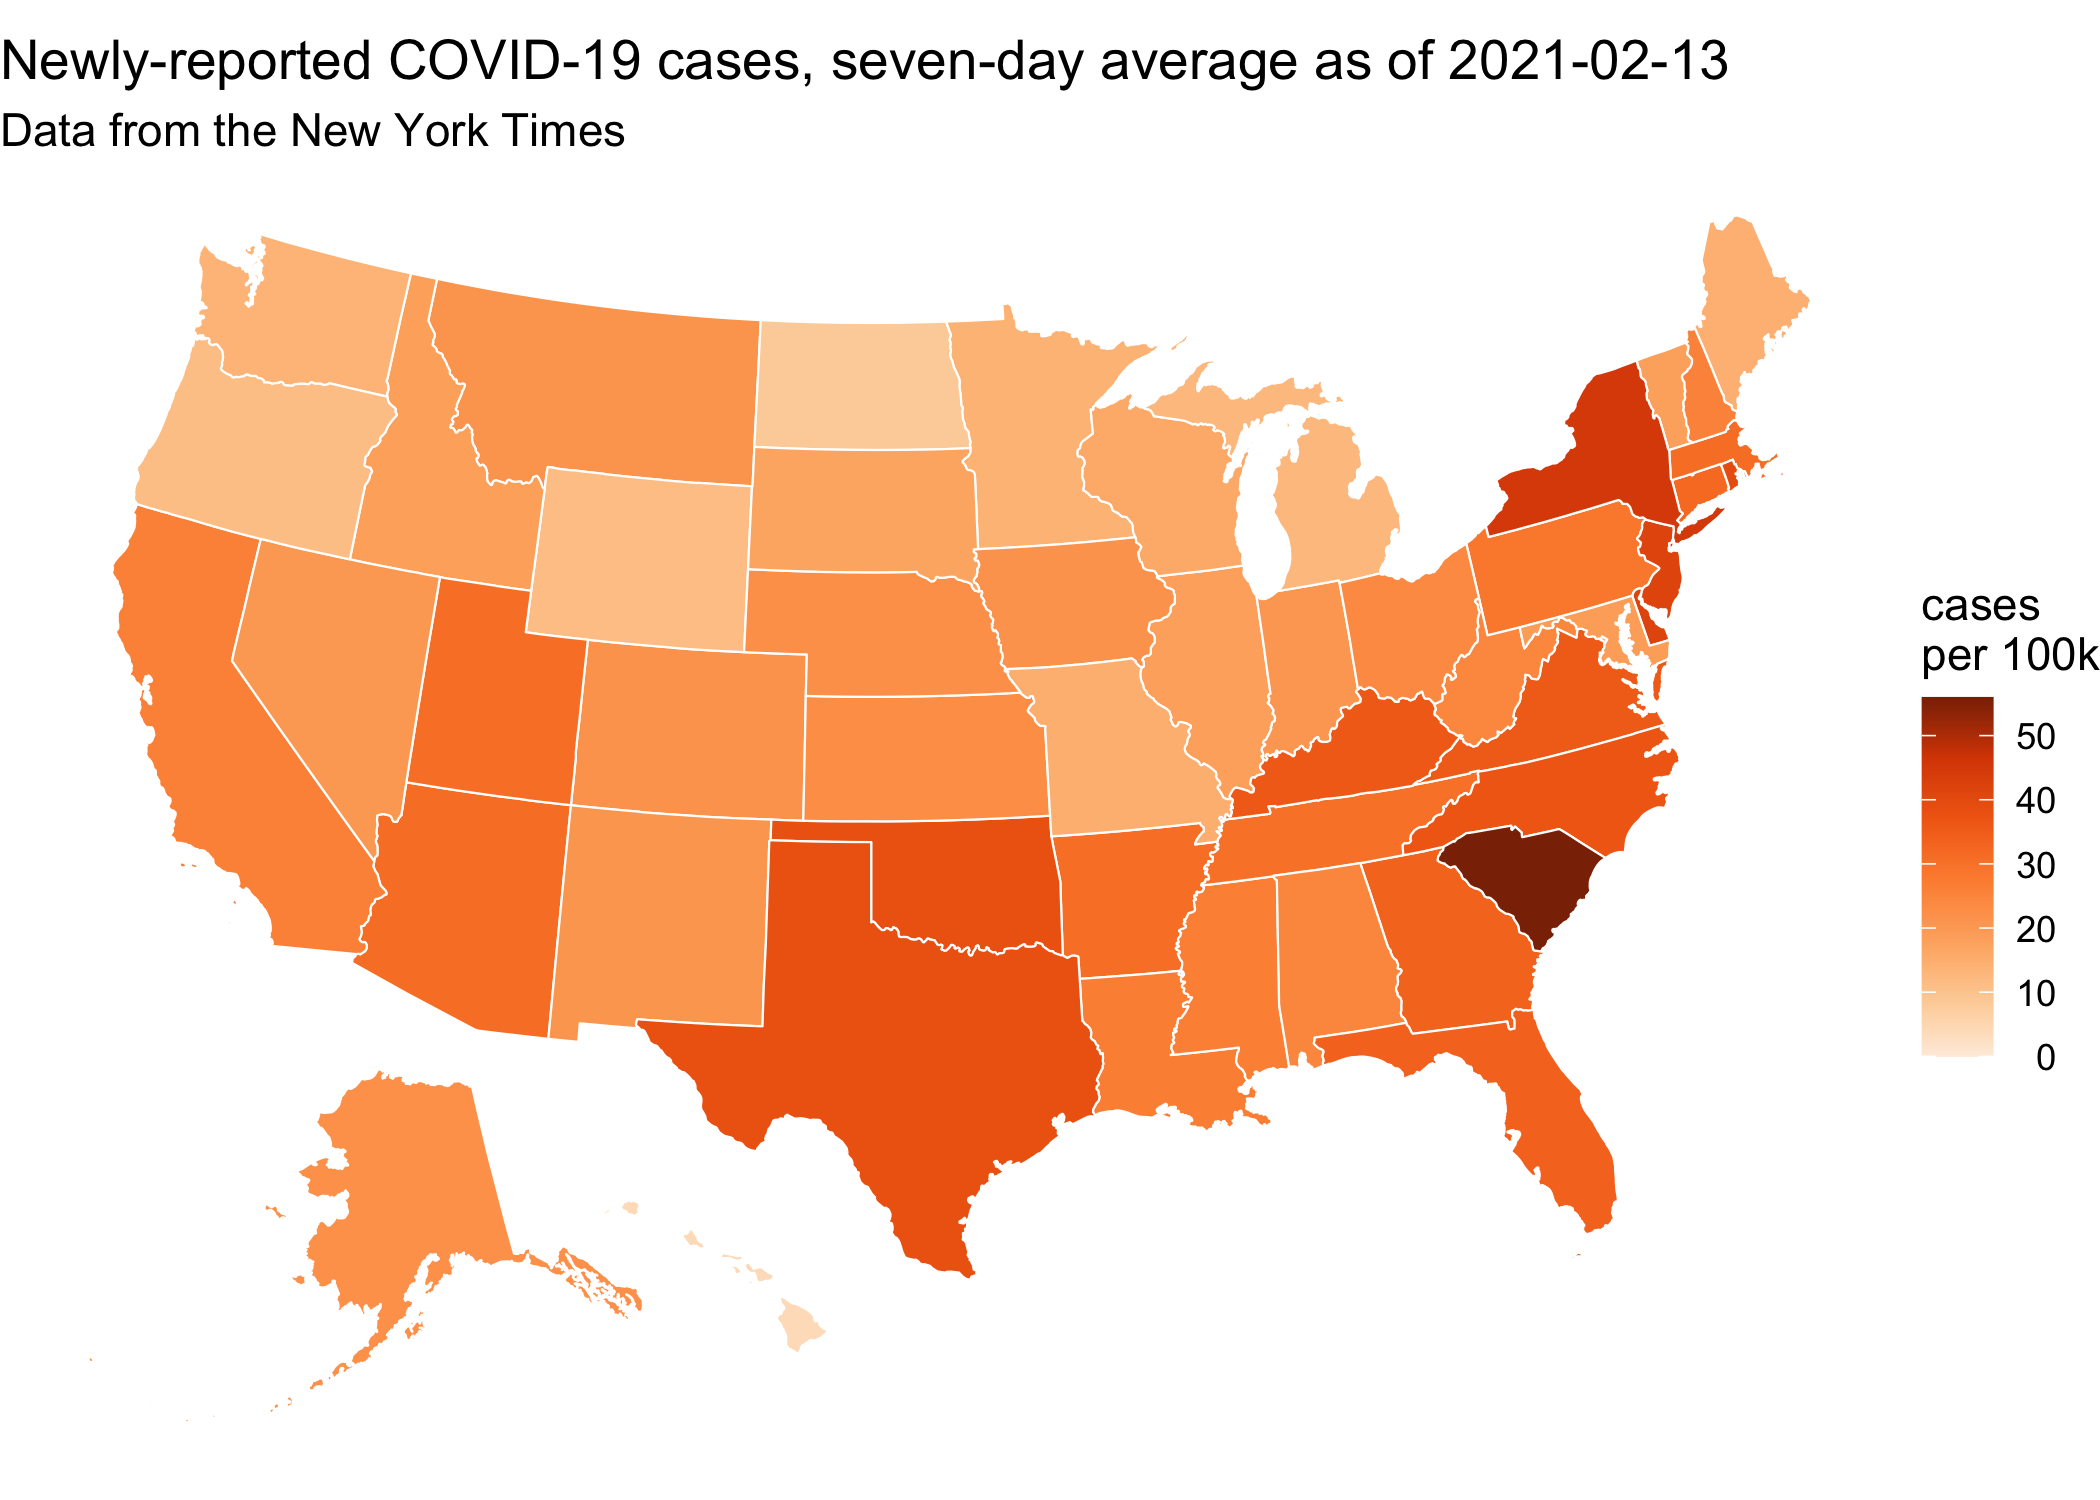 Newly-reported COVID-19 cases, seven-day average as of 2021-02-13
Data from the New York Times
cases
per 100k
50
40
30
20
10
0